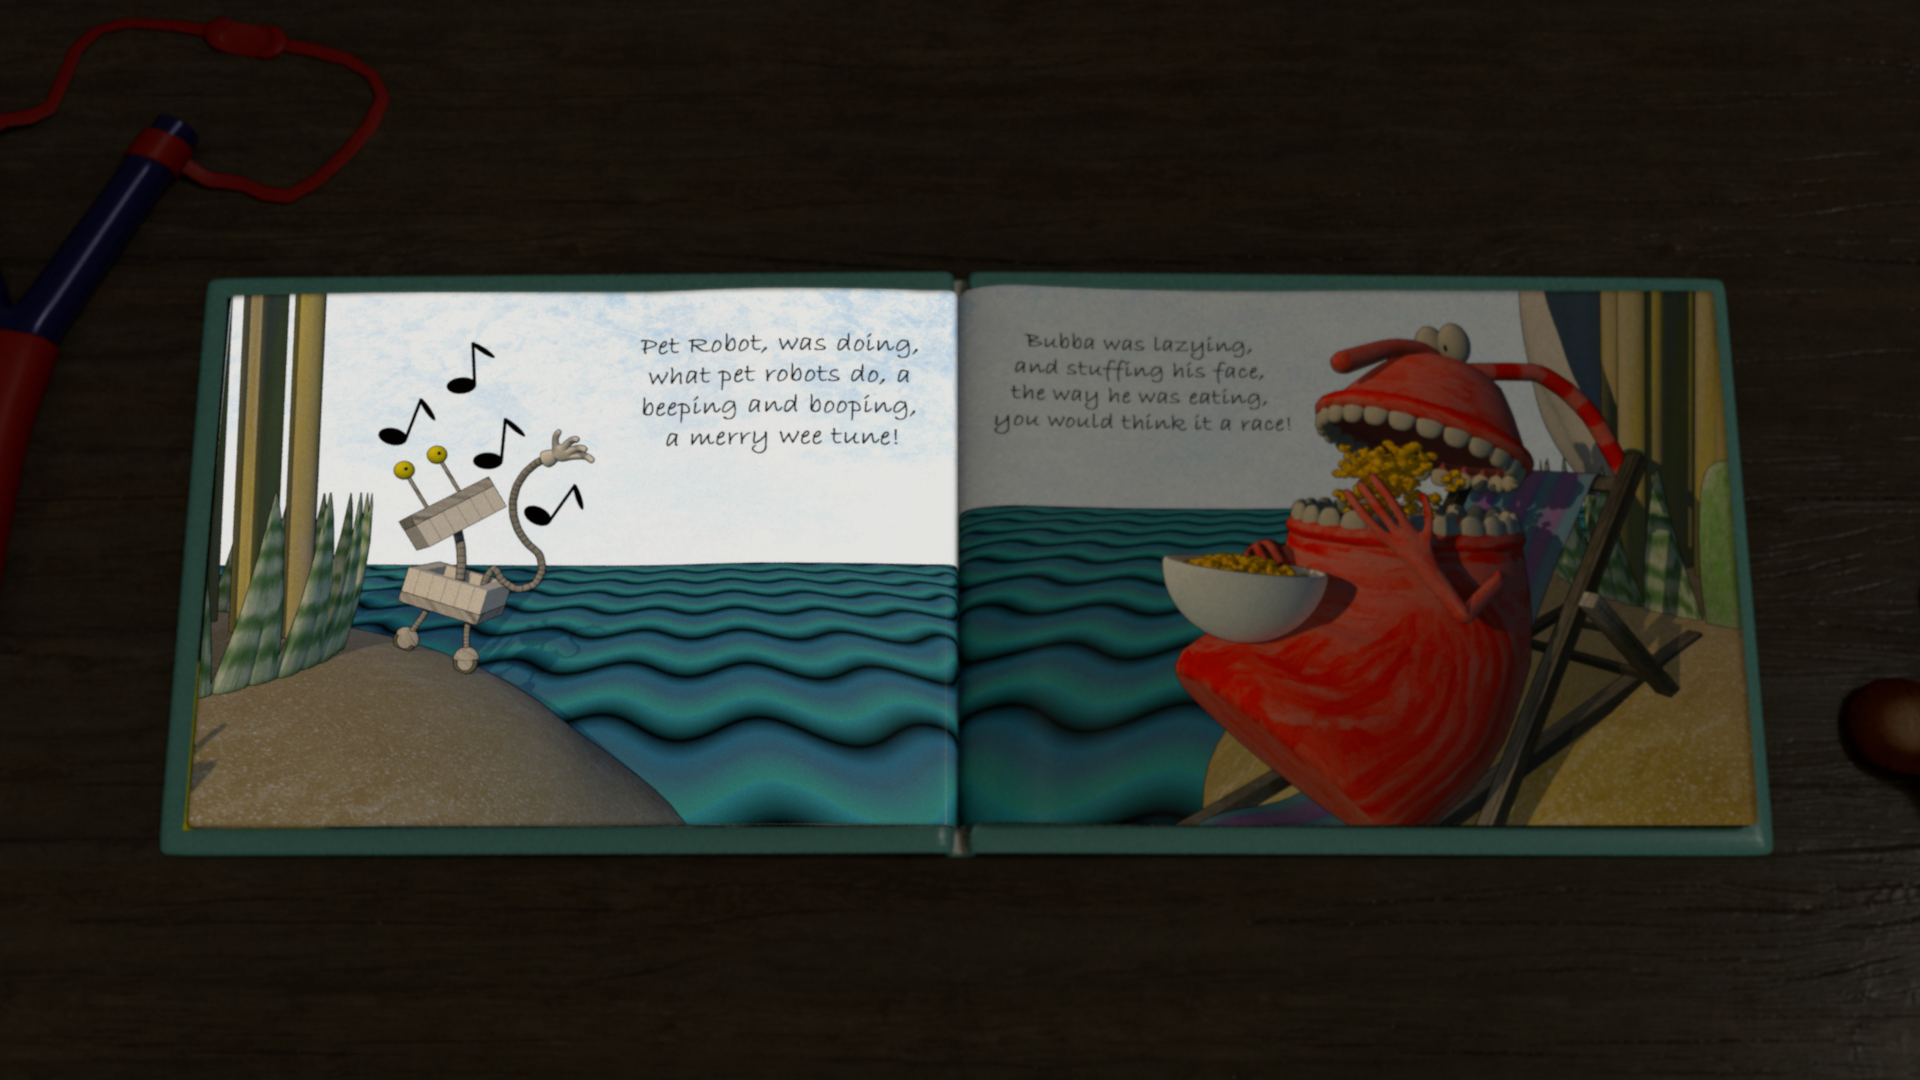 Pet Robot, was doing,
what pet robots do, a
beeping and booping,
a merry wee tune!
Bubba was lazying,
and stuffing his face,
the way he was eating,
you would think it a race!